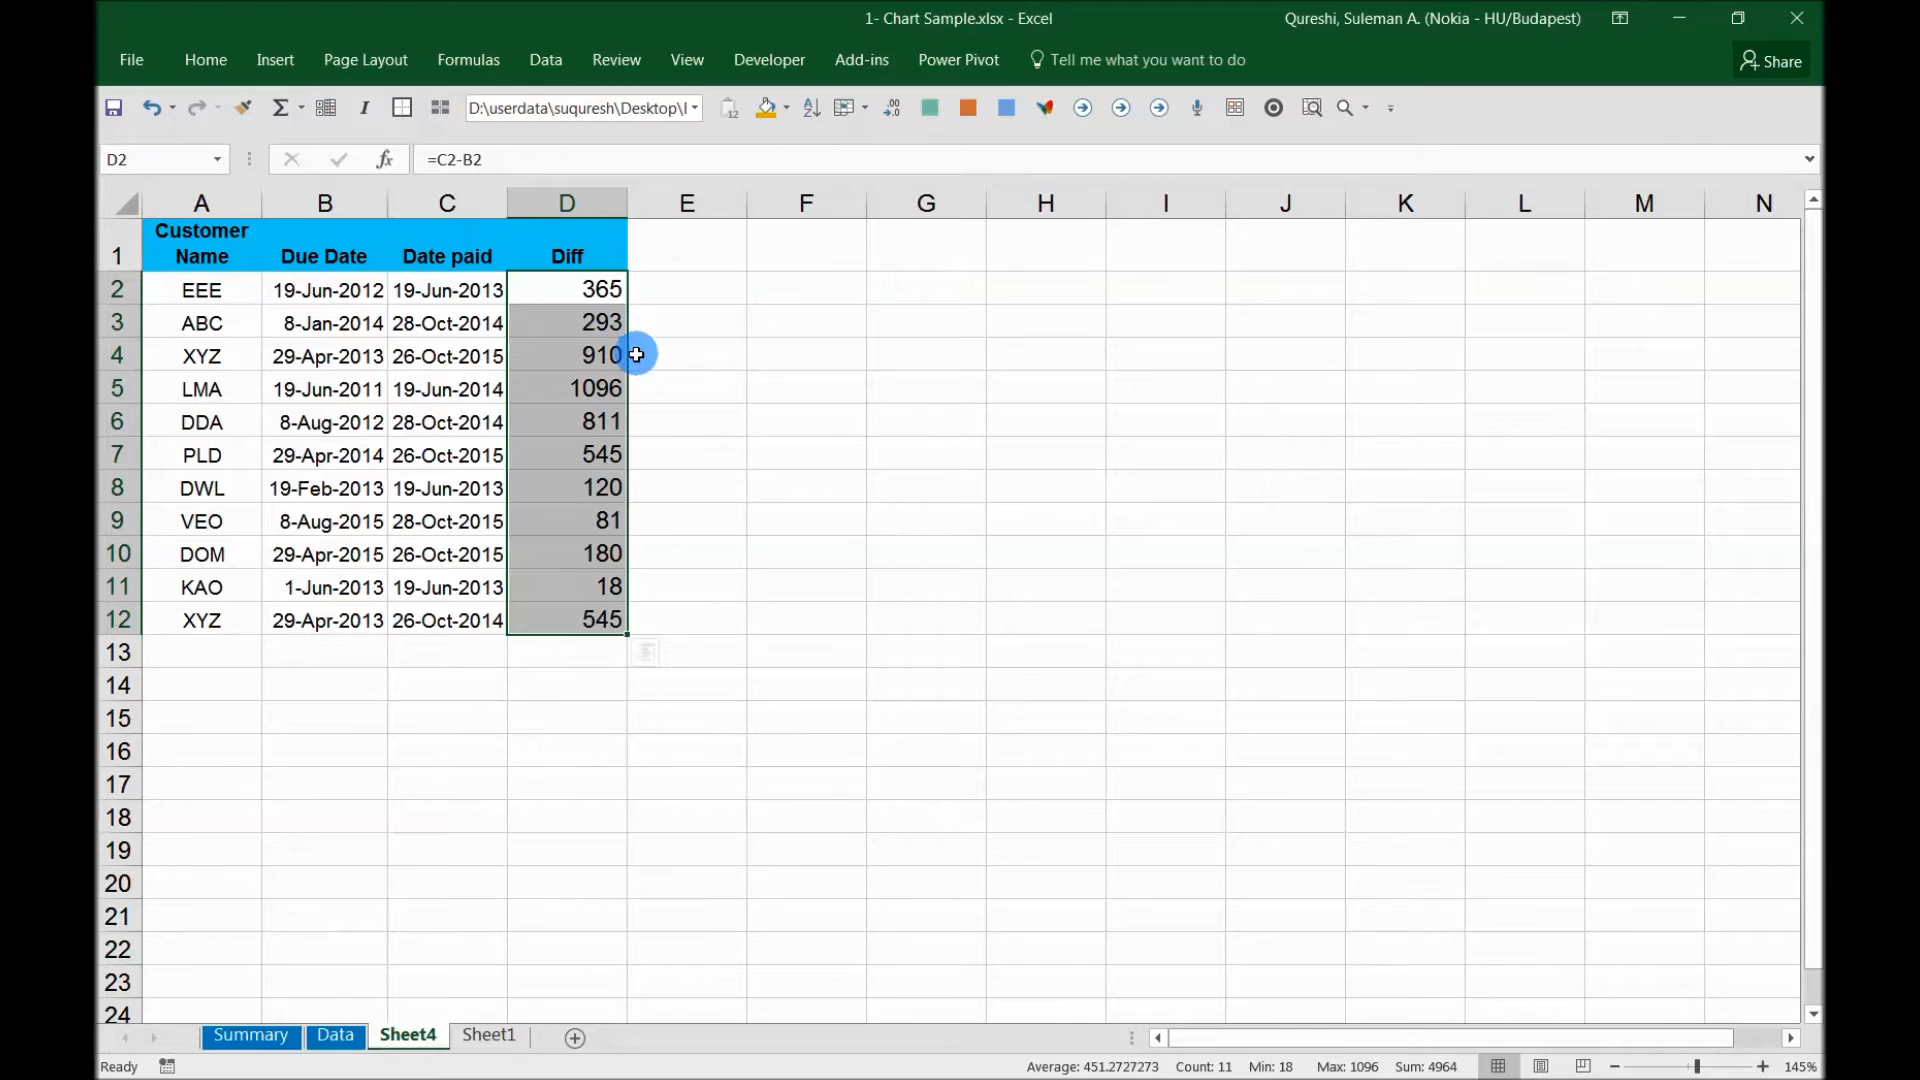 1- Chart Sample.xlsx - Excel
Qureshi, Suleman A. (Nokia - HU/Budapest)
File Home Insert Page Layout Formulas Data Review View Developer Add-ins Power Pivot Tell me what you want to do Share
D:\userdata\suquresh\Desktop\I
D2 fx =C2-B2
A B C D E F G H I J K L M N
1 Customer Name Due Date Date paid Diff
2 EEE 19-Jun-2012 19-Jun-2013 365
3 ABC 8-Jan-2014 28-Oct-2014 293
4 XYZ 29-Apr-2013 26-Oct-2015 910
5 LMA 19-Jun-2011 19-Jun-2014 1096
6 DDA 8-Aug-2012 28-Oct-2014 811
7 PLD 29-Apr-2014 26-Oct-2015 545
8 DWL 19-Feb-2013 19-Jun-2013 120
9 VEO 8-Aug-2015 28-Oct-2015 81
10 DOM 29-Apr-2015 26-Oct-2015 180
11 KAO 1-Jun-2013 19-Jun-2013 18
12 XYZ 29-Apr-2013 26-Oct-2014 545
13
14
15
16
17
18
19
20
21
22
23
24
Summary Data Sheet4 Sheet1
Ready Average: 451.2727273 Count: 11 Min: 18 Max: 1096 Sum: 4964 145%